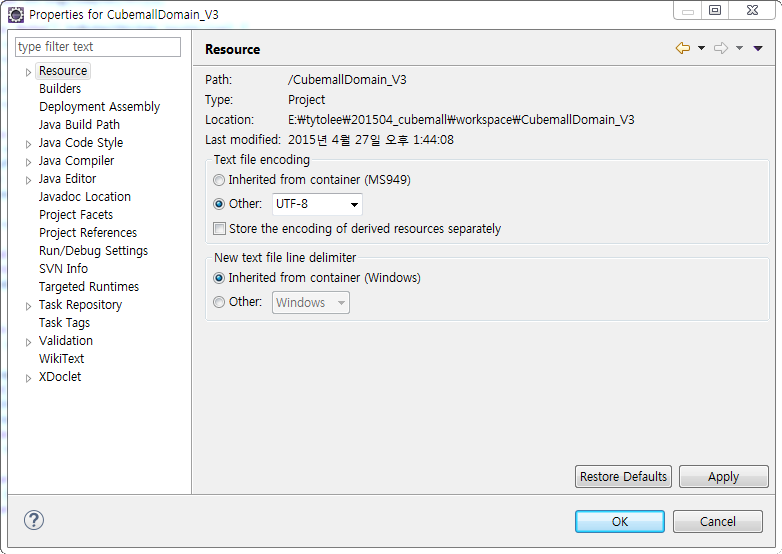 Properties for CubemallDomain_V3
type filter text
Resource
Builders
Deployment Assembly
Java Build Path
Java Code Style
Java Compiler
Java Editor
Javadoc Location
Project Facets
Project References
Run/Debug Settings
SVN Info
Targeted Runtimes
Task Repository
Task Tags
Validation
WikiText
XDoclet
Resource
Path: /CubemallDomain_V3
Type: Project
Location: E:₩tytolee₩201504_cubemall₩workspace₩CubemallDomain_V3
Last modified: 2015년 4월 27일 오후 1:44:08
Text file encoding
Inherited from container (MS949)
Other: UTF-8
Store the encoding of derived resources separately
New text file line delimiter
Inherited from container (Windows)
Other: Windows
Restore Defaults Apply
? OK Cancel